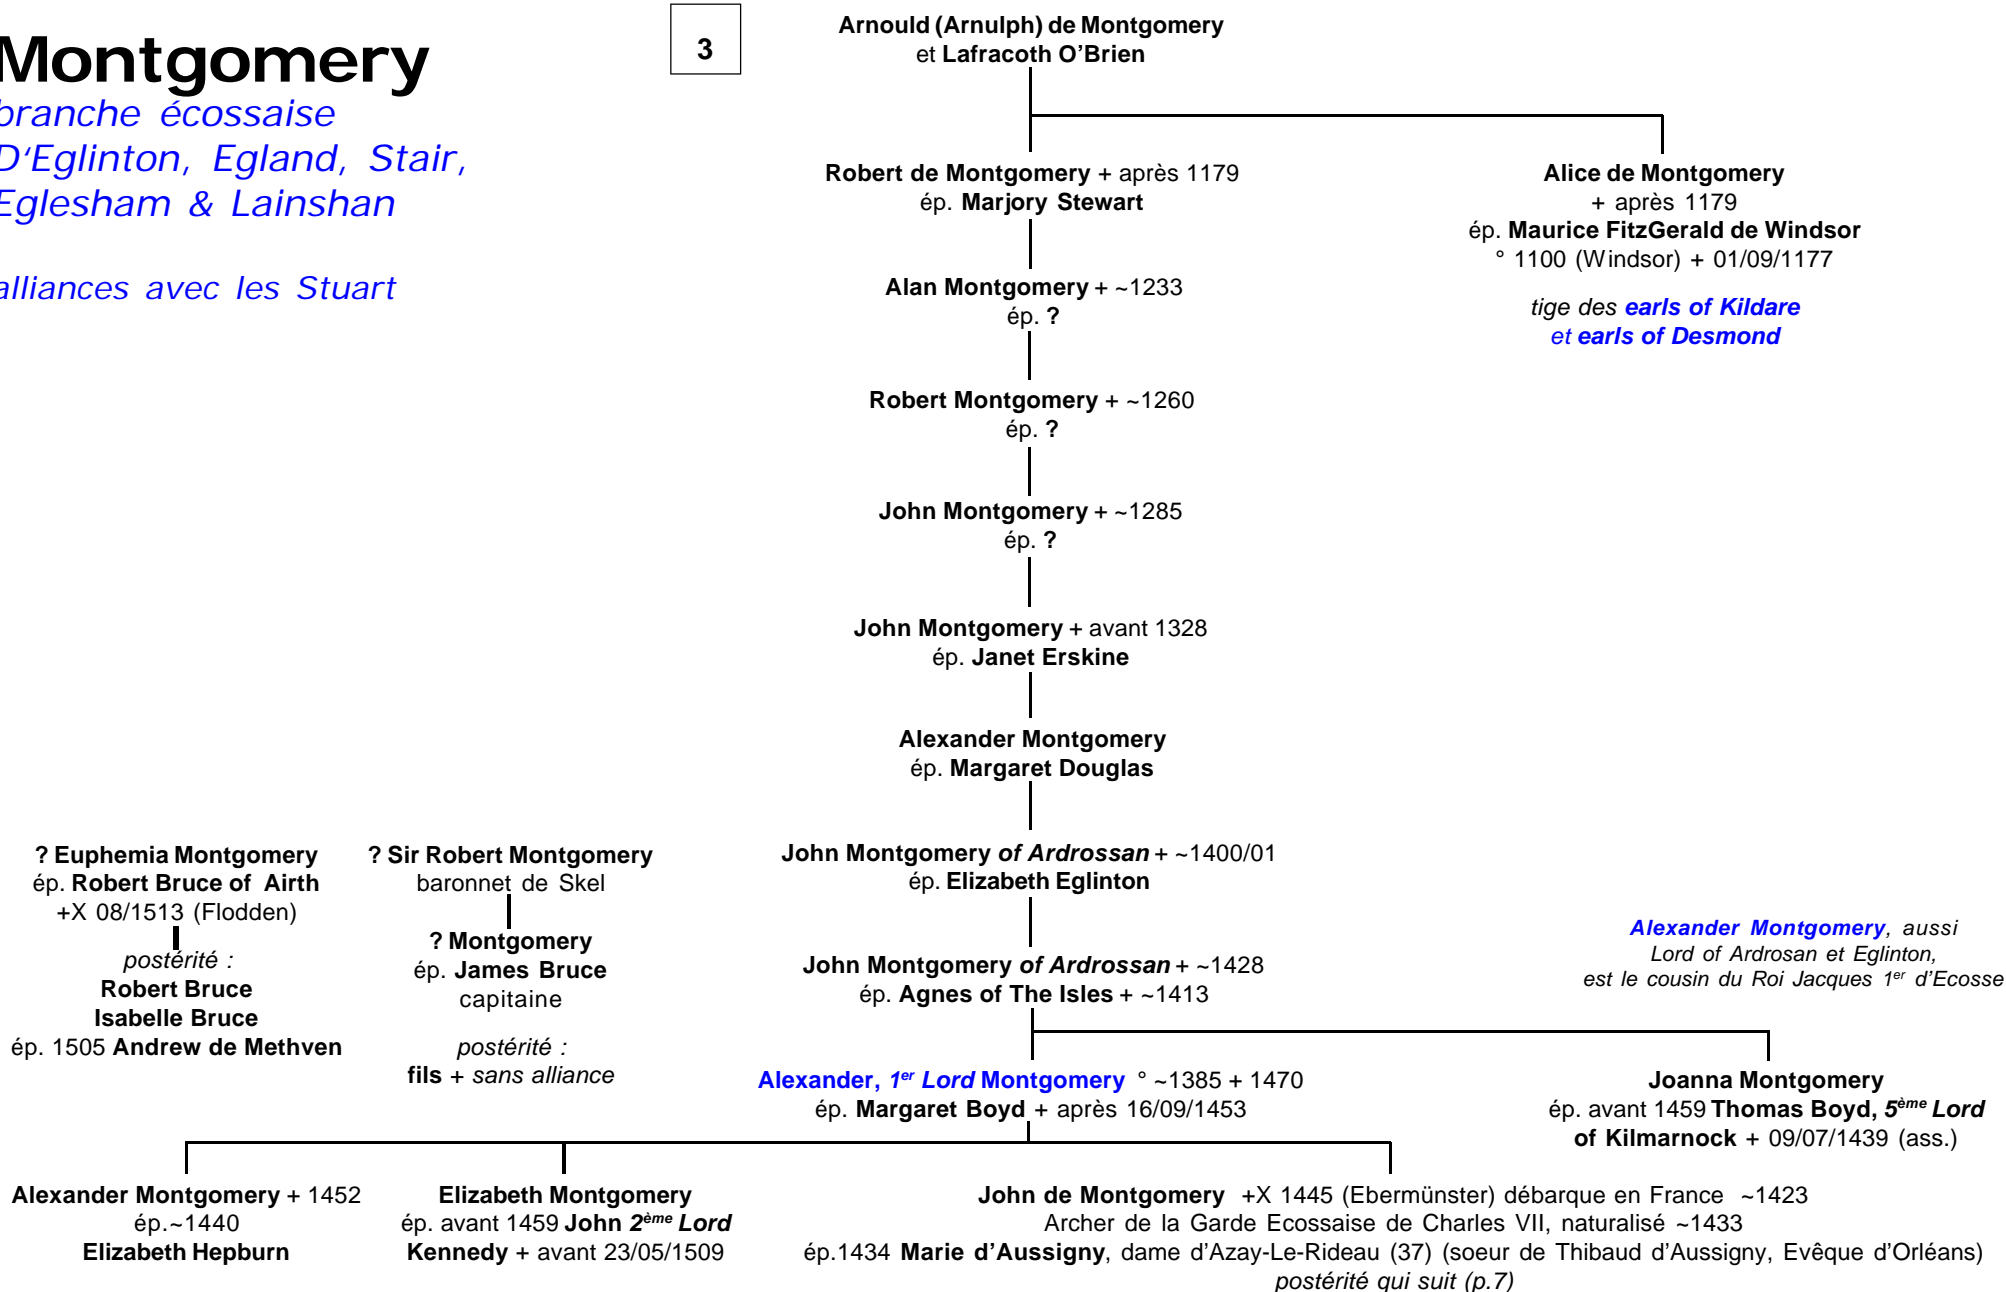 Montgomery
branche écossaise
D‘Eglinton, Egland, Stair,
Eglesham & Lainshan
alliances avec les Stuart
3
Arnould (Arnulph) de Montgomery
et Lafracoth O’Brien
Robert de Montgomery + après 1179
ép. Marjory Stewart
Alice de Montgomery
+ après 1179
ép. Maurice FitzGerald de Windsor
° 1100 (Windsor) + 01/09/1177
tige des earls of Kildare
et earls of Desmond
Alan Montgomery + ~1233
ép. ?
Robert Montgomery + ~1260
ép. ?
John Montgomery + ~1285
ép. ?
John Montgomery + avant 1328
ép. Janet Erskine
Alexander Montgomery
ép. Margaret Douglas
? Euphemia Montgomery
ép. Robert Bruce of Airth
+X 08/1513 (Flodden)
postérité :
Robert Bruce
Isabelle Bruce
ép. 1505 Andrew de Methven
? Sir Robert Montgomery
baronnet de Skel
? Montgomery
ép. James Bruce
capitaine
postérité :
fils + sans alliance
John Montgomery of Ardrossan + ~1400/01
ép. Elizabeth Eglinton
John Montgomery of Ardrossan + ~1428
ép. Agnes of The Isles + ~1413
Alexander Montgomery, aussi
Lord of Ardrosan et Eglinton,
est le cousin du Roi Jacques 1er d’Ecosse
Alexander, 1er Lord Montgomery ° ~1385 + 1470
ép. Margaret Boyd + après 16/09/1453
Joanna Montgomery
ép. avant 1459 Thomas Boyd, 5ème Lord
of Kilmarnock + 09/07/1439 (ass.)
Alexander Montgomery + 1452
ép.~1440
Elizabeth Hepburn
Elizabeth Montgomery
ép. avant 1459 John 2ème Lord
Kennedy + avant 23/05/1509
John de Montgomery +X 1445 (Ebermünster) débarque en France ~1423
Archer de la Garde Ecossaise de Charles VII, naturalisé ~1433
ép.1434 Marie d’Aussigny, dame d’Azay-Le-Rideau (37) (soeur de Thibaud d’Aussigny, Evêque d’Orléans)
postérité qui suit (p.7)